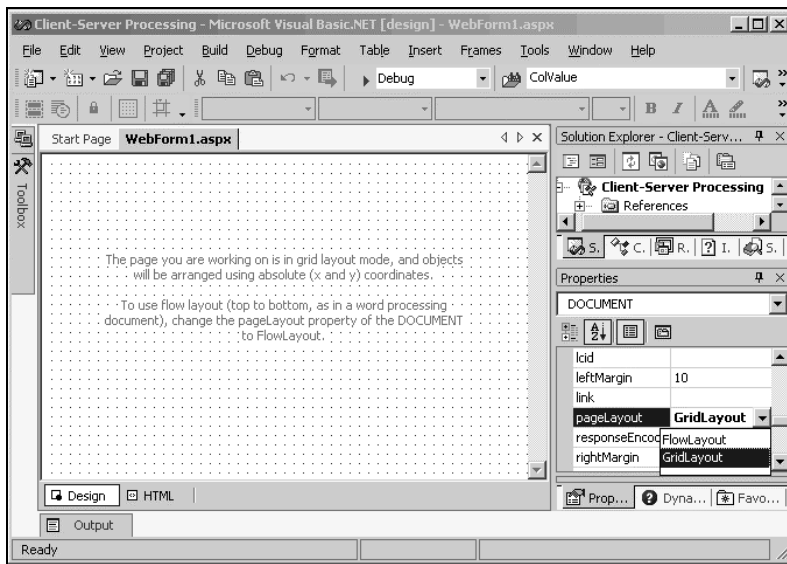 Client-Server Processing - Microsoft Visual Basic.NET [design] - WebForm1.aspx
File Edit View Project Build Debug Format Table Insert Frames Tools Window Help
Debug ColValue
B I A
Start Page WebForm1.aspx
Toolbox
The page you are working on is in grid layout mode, and objects
will be arranged using absolute (x and y) coordinates.
To use flow layout (top to bottom, as in a word processing
document), change the pageLayout property of the DOCUMENT
to FlowLayout.
Design HTML
Solution Explorer - Client-Serv...
Client-Server Processing
References
S. C. R. I. S.
Properties
DOCUMENT
lcid
leftMargin 10
link
pageLayout GridLayout
responseEncod FlowLayout
rightMargin GridLayout
Prop... Dyna... Favo...
Output
Ready